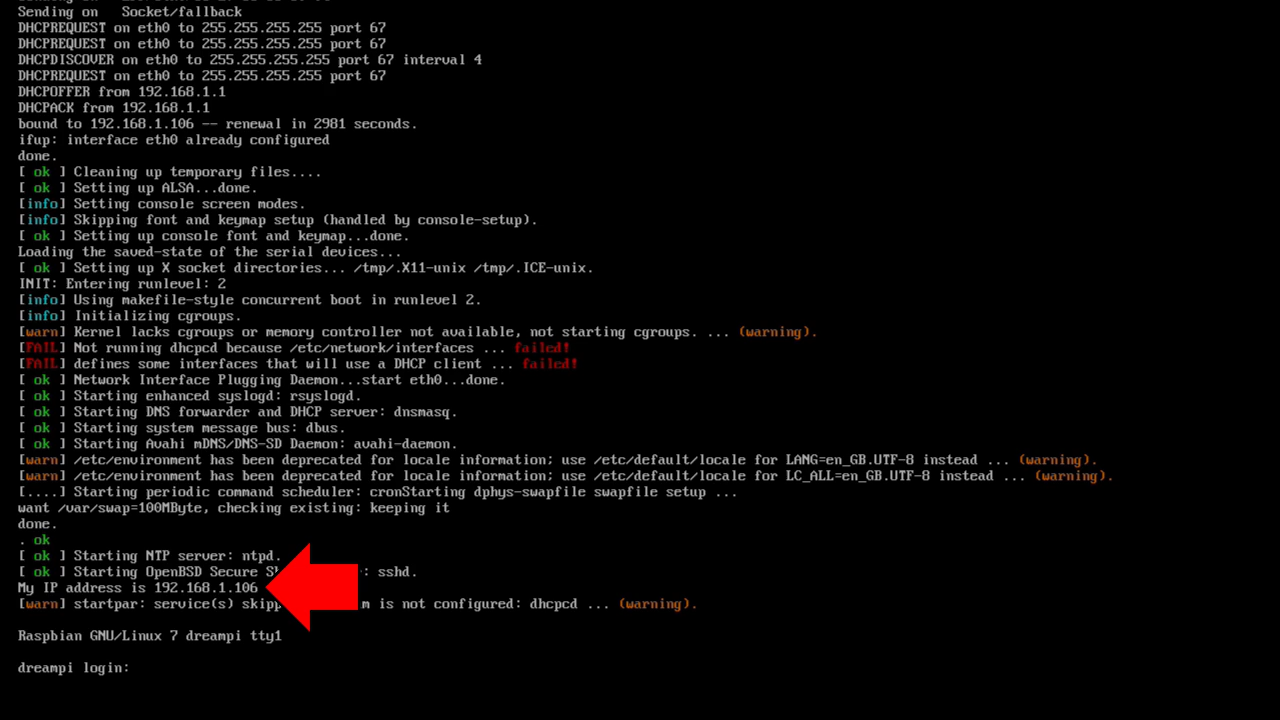 Sending on   Socket/fallback
DHCPREQUEST on eth0 to 255.255.255.255 port 67
DHCPREQUEST on eth0 to 255.255.255.255 port 67
DHCPDISCOVER on eth0 to 255.255.255.255 port 67 interval 4
DHCPREQUEST on eth0 to 255.255.255.255 port 67
DHCPOFFER from 192.168.1.1
DHCPACK from 192.168.1.1
bound to 192.168.1.106 -- renewal in 2981 seconds.
ifup: interface eth0 already configured
done.
[ ok ] Cleaning up temporary files....
[ ok ] Setting up ALSA...done.
[info] Setting console screen modes.
[info] Skipping font and keymap setup (handled by console-setup).
[ ok ] Setting up console font and keymap...done.
Loading the saved-state of the serial devices...
[ ok ] Setting up X socket directories... /tmp/.X11-unix /tmp/.ICE-unix.
INIT: Entering runlevel: 2
[info] Using makefile-style concurrent boot in runlevel 2.
[info] Initializing cgroups.
[warn] Kernel lacks cgroups or memory controller not available, not starting cgroups. ... (warning).
[FAIL] Not running dhcpcd because /etc/network/interfaces ... failed!
[FAIL] defines some interfaces that will use a DHCP client ... failed!
[ ok ] Network Interface Plugging Daemon...start eth0...done.
[ ok ] Starting enhanced syslogd: rsyslogd.
[ ok ] Starting DNS forwarder and DHCP server: dnsmasq.
[ ok ] Starting system message bus: dbus.
[ ok ] Starting Avahi mDNS/DNS-SD Daemon: avahi-daemon.
[warn] /etc/environment has been deprecated for locale information; use /etc/default/locale for LANG=en_GB.UTF-8 instead ... (warning).
[warn] /etc/environment has been deprecated for locale information; use /etc/default/locale for LC_ALL=en_GB.UTF-8 instead ... (warning).
[....] Starting periodic command scheduler: cronStarting dphys-swapfile swapfile setup ...
want /var/swap=100MByte, checking existing: keeping it
done.
. ok
[ ok ] Starting NTP server: ntpd.
[ ok ] Starting OpenBSD Secure : sshd.
My IP address is 192.168.1.106
[warn] startpar: service(s) is not configured: dhcpcd ... (warning).
Raspbian GNU/Linux 7 dreampi tty1
dreampi login: